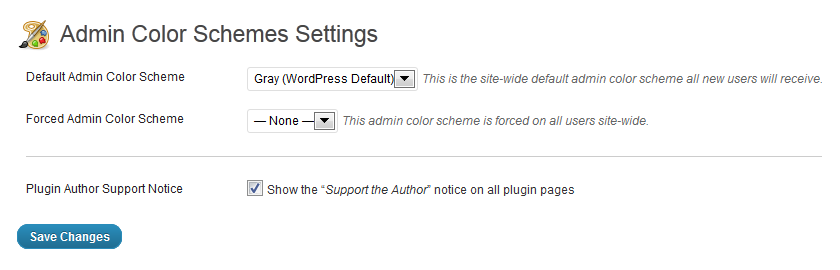 Admin Color Schemes Settings
Default Admin Color Scheme Gray (WordPress Default) This is the site-wide default admin color scheme all new users will receive.
Forced Admin Color Scheme — None — This admin color scheme is forced on all users site-wide.
Plugin Author Support Notice Show the “Support the Author” notice on all plugin pages
Save Changes